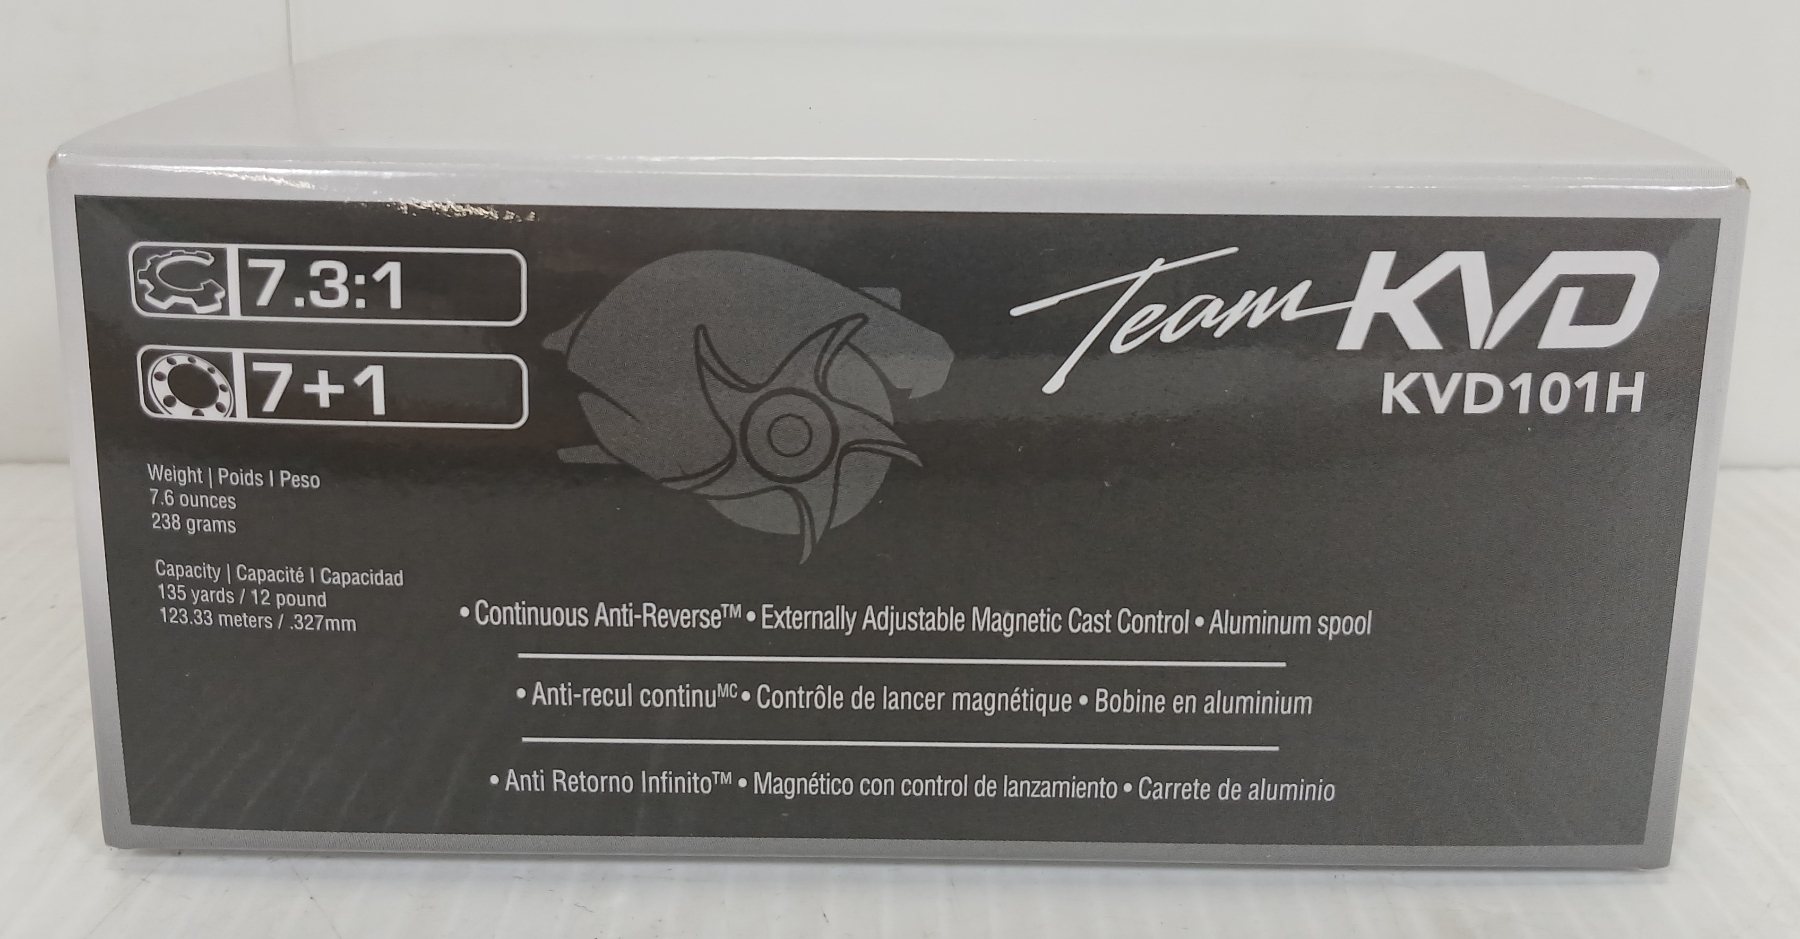 7.3:1
7+1
Team KVD
KVD101H
Weight | Poids | Peso
7.6 ounces
238 grams
Capacity | Capacité | Capacidad
135 yards / 12 pound
123.33 meters / .327mm
• Continuous Anti-Reverse™ • Externally Adjustable Magnetic Cast Control • Aluminum spool
• Anti-recul continuᴹᶜ • Contrôle de lancer magnétique • Bobine en aluminium
• Anti Retorno Infinito™ • Magnético con control de lanzamiento • Carrete de aluminio